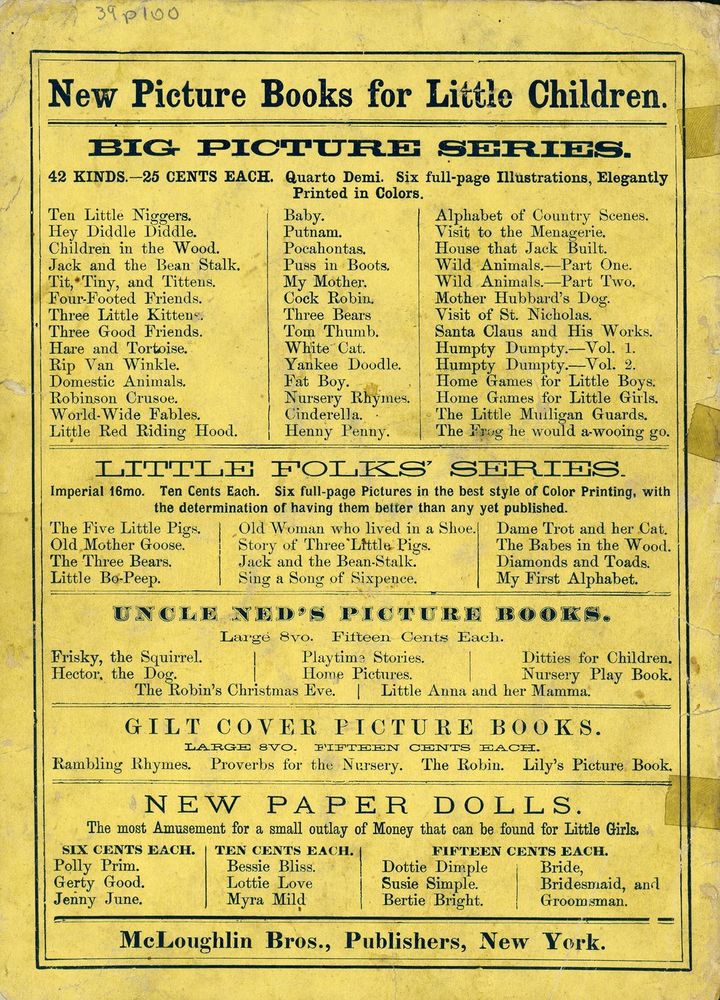 39p100
New Picture Books for Little Children.
BIG PICTURE SERIES.
42 KINDS.—25 CENTS EACH. Quarto Demi. Six full-page Illustrations, Elegantly
Printed in Colors.
Ten Little Niggers.
Hey Diddle Diddle.
Children in the Wood.
Jack and the Bean Stalk.
Tit, Tiny, and Tittens.
Four-Footed Friends.
Three Little Kittens.
Three Good Friends.
Hare and Tortoise.
Rip Van Winkle.
Domestic Animals.
Robinson Crusoe.
World-Wide Fables.
Little Red Riding Hood.
Baby.
Putnam.
Pocahontas.
Puss in Boots.
My Mother.
Cock Robin.
Three Bears
Tom Thumb.
White Cat.
Yankee Doodle.
Fat Boy.
Nursery Rhymes.
Cinderella.
Henny Penny.
Alphabet of Country Scenes.
Visit to the Menagerie.
House that Jack Built.
Wild Animals.—Part One.
Wild Animals.—Part Two.
Mother Hubbard's Dog.
Visit of St. Nicholas.
Santa Claus and His Works.
Humpty Dumpty.—Vol. 1.
Humpty Dumpty.—Vol. 2.
Home Games for Little Boys.
Home Games for Little Girls.
The Little Mulligan Guards.
The Frog he would a-wooing go.
LITTLE FOLKS' SERIES.
Imperial 16mo. Ten Cents Each. Six full-page Pictures in the best style of Color Printing, with
the determination of having them better than any yet published.
The Five Little Pigs.
Old Mother Goose.
The Three Bears.
Little Bo-Peep.
Old Woman who lived in a Shoe.
Story of Three Little Pigs.
Jack and the Bean-Stalk.
Sing a Song of Sixpence.
Dame Trot and her Cat.
The Babes in the Wood.
Diamonds and Toads.
My First Alphabet.
UNCLE NED'S PICTURE BOOKS.
Large 8vo. Fifteen Cents Each.
Frisky, the Squirrel. Playtime Stories. Ditties for Children.
Hector, the Dog. Home Pictures. Nursery Play Book.
The Robin's Christmas Eve. Little Anna and her Mamma.
GILT COVER PICTURE BOOKS.
LARGE 8VO. FIFTEEN CENTS EACH.
Rambling Rhymes. Proverbs for the Nursery. The Robin. Lily's Picture Book.
NEW PAPER DOLLS.
The most Amusement for a small outlay of Money that can be found for Little Girls.
SIX CENTS EACH.
Polly Prim.
Gerty Good.
Jenny June.
TEN CENTS EACH.
Bessie Bliss.
Lottie Love
Myra Mild
FIFTEEN CENTS EACH.
Dottie Dimple
Susie Simple.
Bertie Bright.
Bride,
Bridesmaid, and
Groomsman.
McLoughlin Bros., Publishers, New York.